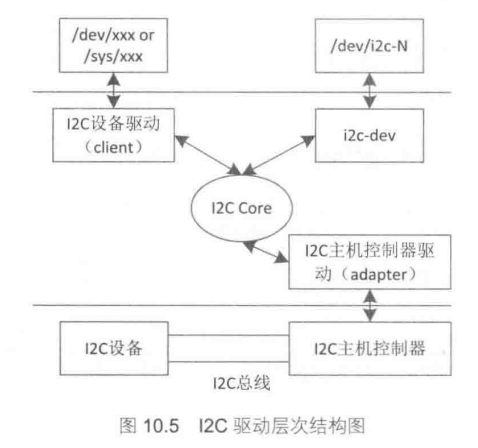 /dev/xxx or
/sys/xxx
/dev/i2c-N
I2C设备驱动
（client）
i2c-dev
I2C Core
I2C主机控制器驱
动（adapter）
I2C设备
I2C主机控制器
I2C总线
图 10.5 I2C 驱动层次结构图